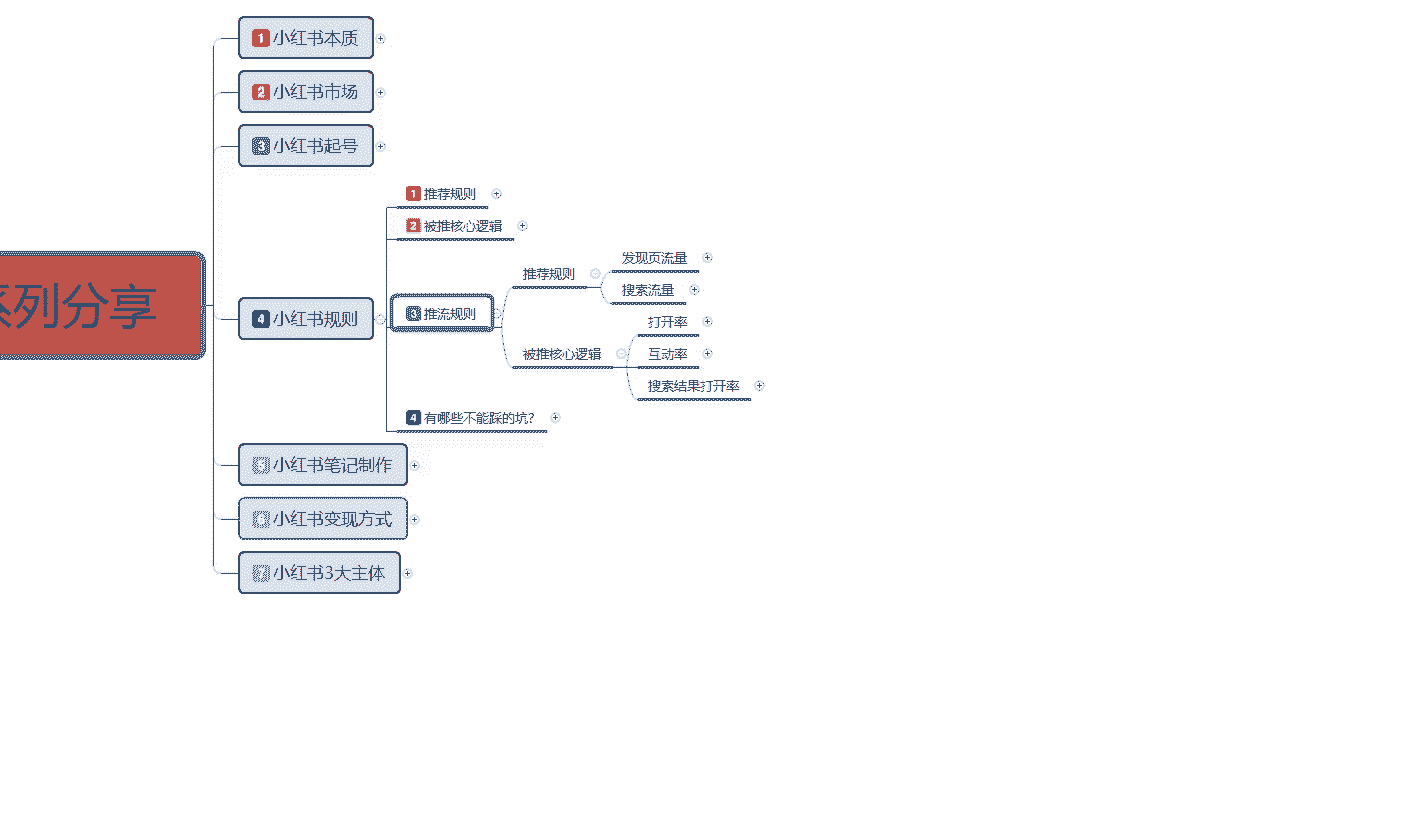 系列分享
1 小红书本质
2 小红书市场
3 小红书起号
4 小红书规则
1 推荐规则
2 被推核心逻辑
3 推流规则
推荐规则
发现页流量
搜索流量
被推核心逻辑
打开率
互动率
搜索结果打开率
4 有哪些不能踩的坑？
5 小红书笔记制作
6 小红书变现方式
7 小红书3大主体